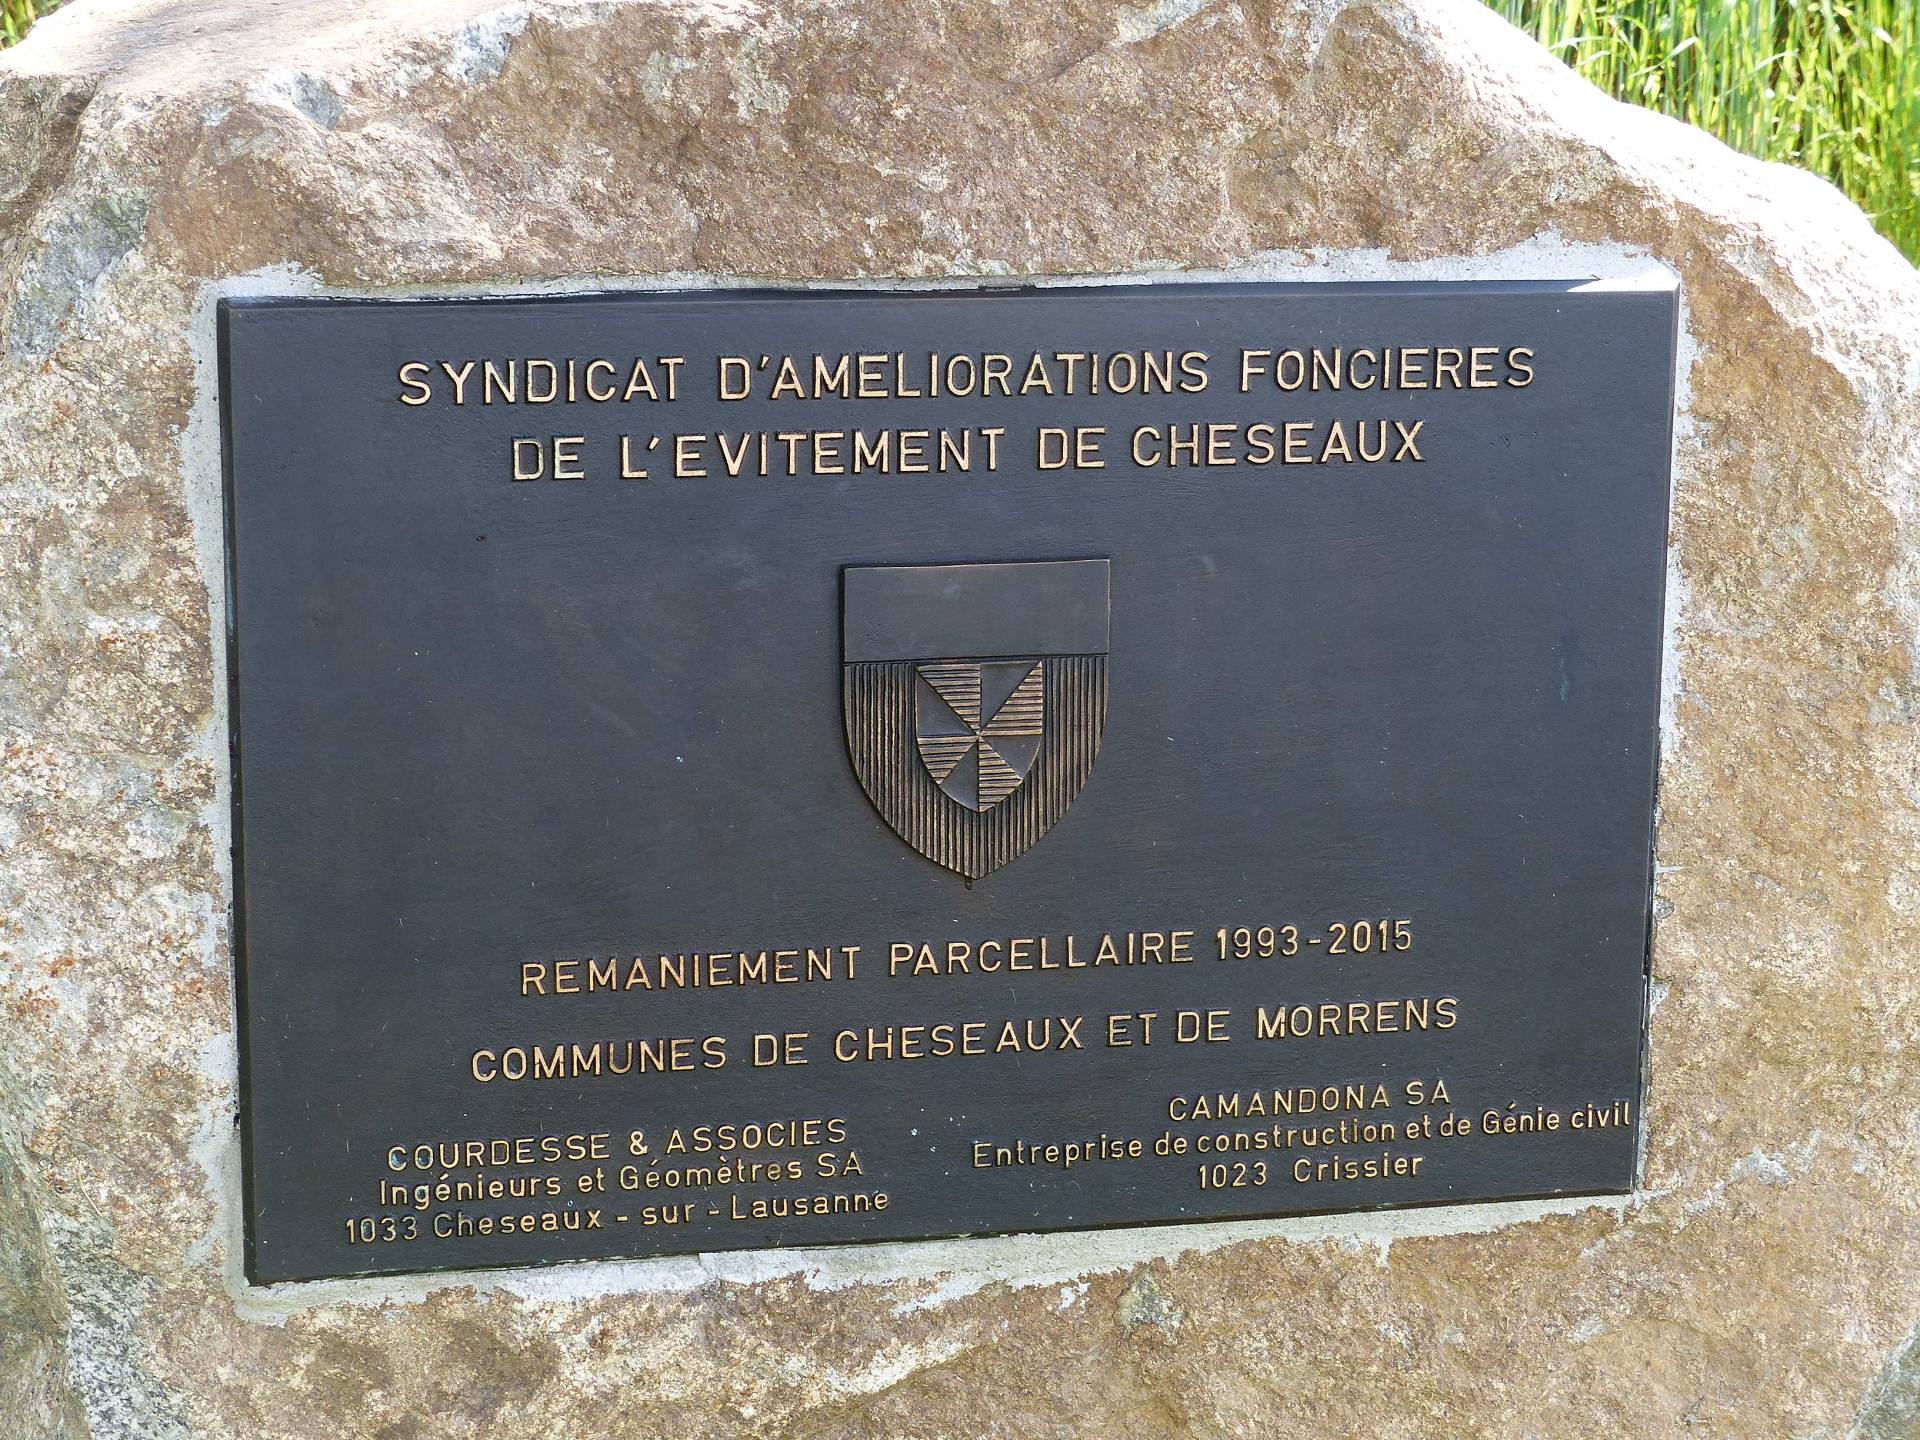 SYNDICAT D'AMELIORATIONS FONCIERES
DE L'EVITEMENT DE CHESEAUX
REMANIEMENT PARCELLAIRE 1993-2015
COMMUNES DE CHESEAUX ET DE MORRENS
COURDESSE & ASSOCIES
Ingénieurs et Géomètres SA
1033 Cheseaux - sur - Lausanne
CAMANDONA SA
Entreprise de construction et de Génie civil
1023 Crissier